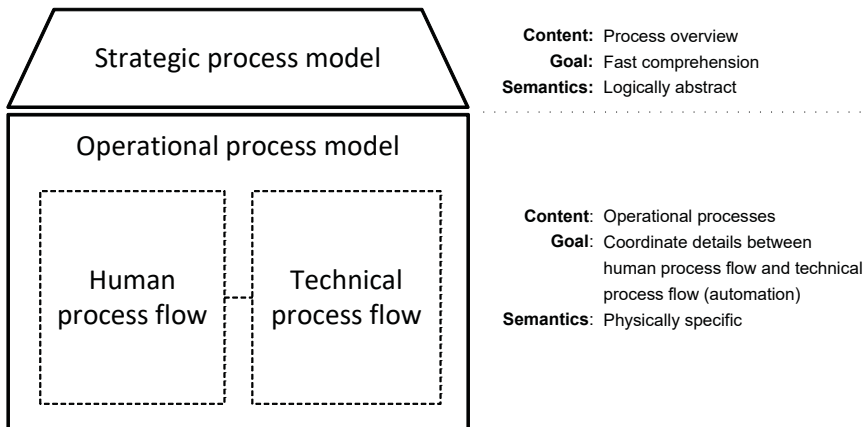 Strategic process model
Content: Process overview
Goal: Fast comprehension
Semantics: Logically abstract
Operational process model
Human
process flow
Technical
process flow
Content: Operational processes
Goal: Coordinate details between
human process flow and technical
process flow (automation)
Semantics: Physically specific